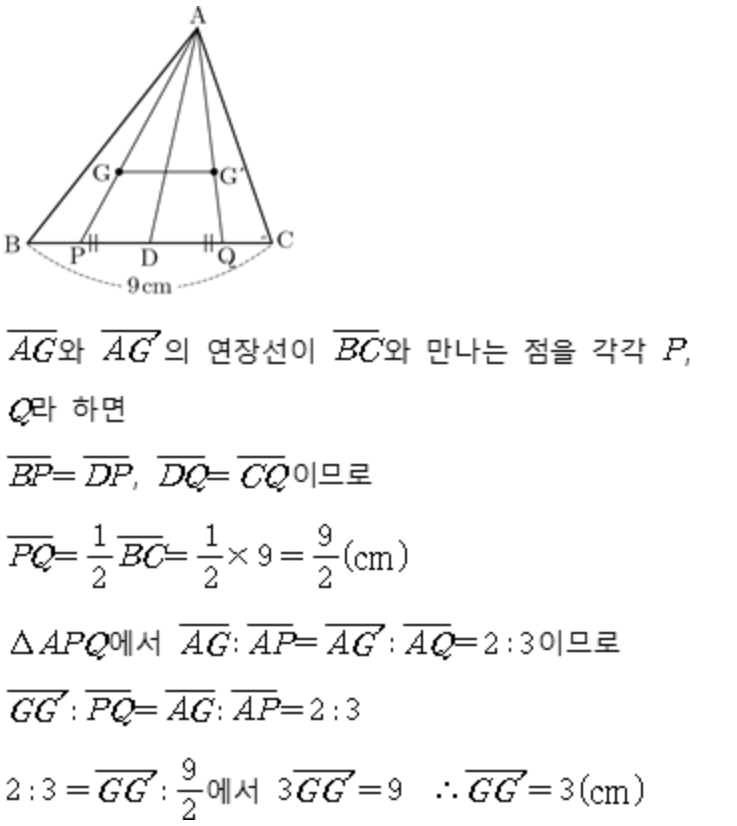 A
G G′
B P D Q C
9cm
AG와 AG′의 연장선이 BC와 만나는 점을 각각 P,
Q라 하면
BP=DP, DQ=CQ이므로
PQ=1/2BC=1/2×9=9/2(cm)
△APQ에서 AG:AP=AG′:AQ=2:3이므로
GG′:PQ=AG:AP=2:3
2:3=GG′:9/2에서 3GG′=9 ∴GG′=3(cm)